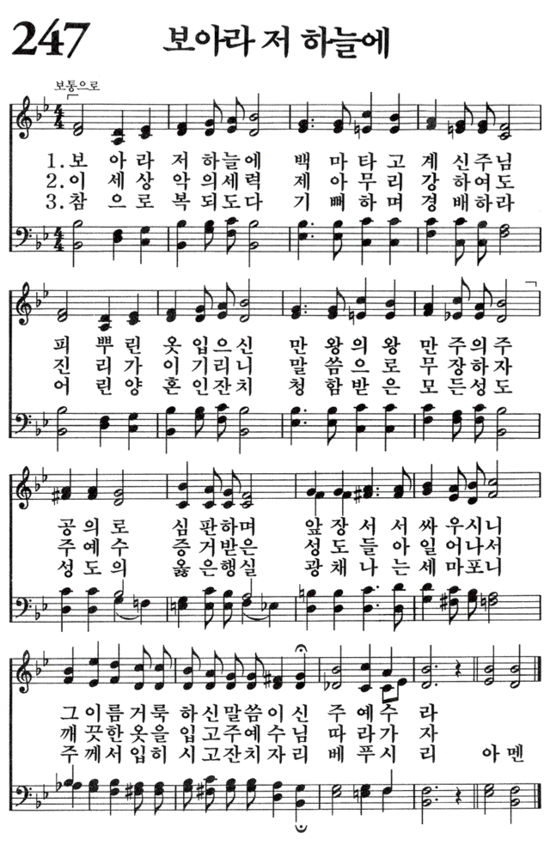 247 보아라 저 하늘에
보통으로
1. 보 아 라 저 하늘에 백 마 타 고 계 신 주님
2. 이 세 상 악 의세 력 제 아 무 리 강 하 여 도
3. 참 으 로 복 되 도 다 기 뻐 하 며 경 배 하 라
피 뿌 린 옷 입으 신 만 왕 의 왕 만 주 의 주
진 리 가 이 기 리 니 말 씀 으 로 무 장 하 자
어 린 양 혼 인 잔 치 청 함 받 은 모 든 성 도
공 의 로 심 판 하 며 앞 장 서 서 싸 우 시 니
주 예 수 증 거 받 은 성 도 들 아 일 어 나 서
성 도 의 옳 은 행 실 광 채 나 는 세 마 포 니
그 이 름 거 룩 하 신 말 씀 이 신 주 예 수 라
깨 끗 한 옷 을 입 고 주 예 수 님 따 라 가 자
주 께 서 입 히 시 고 잔 치 자 리 베 푸 시 리 아 멘